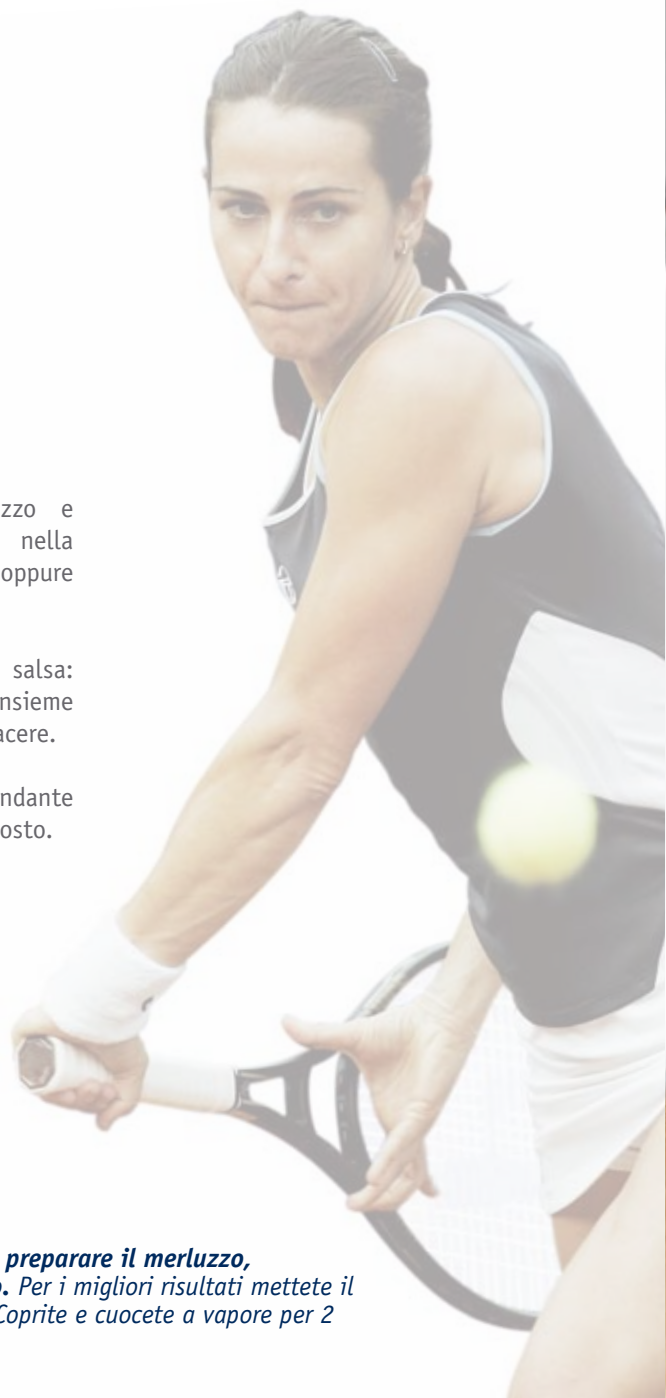 zzo e
nella
oppure
salsa:
nsieme
acere.
ndante
osto.
preparare il merluzzo,
o. Per i migliori risultati mettete il
Coprite e cuocete a vapore per 2